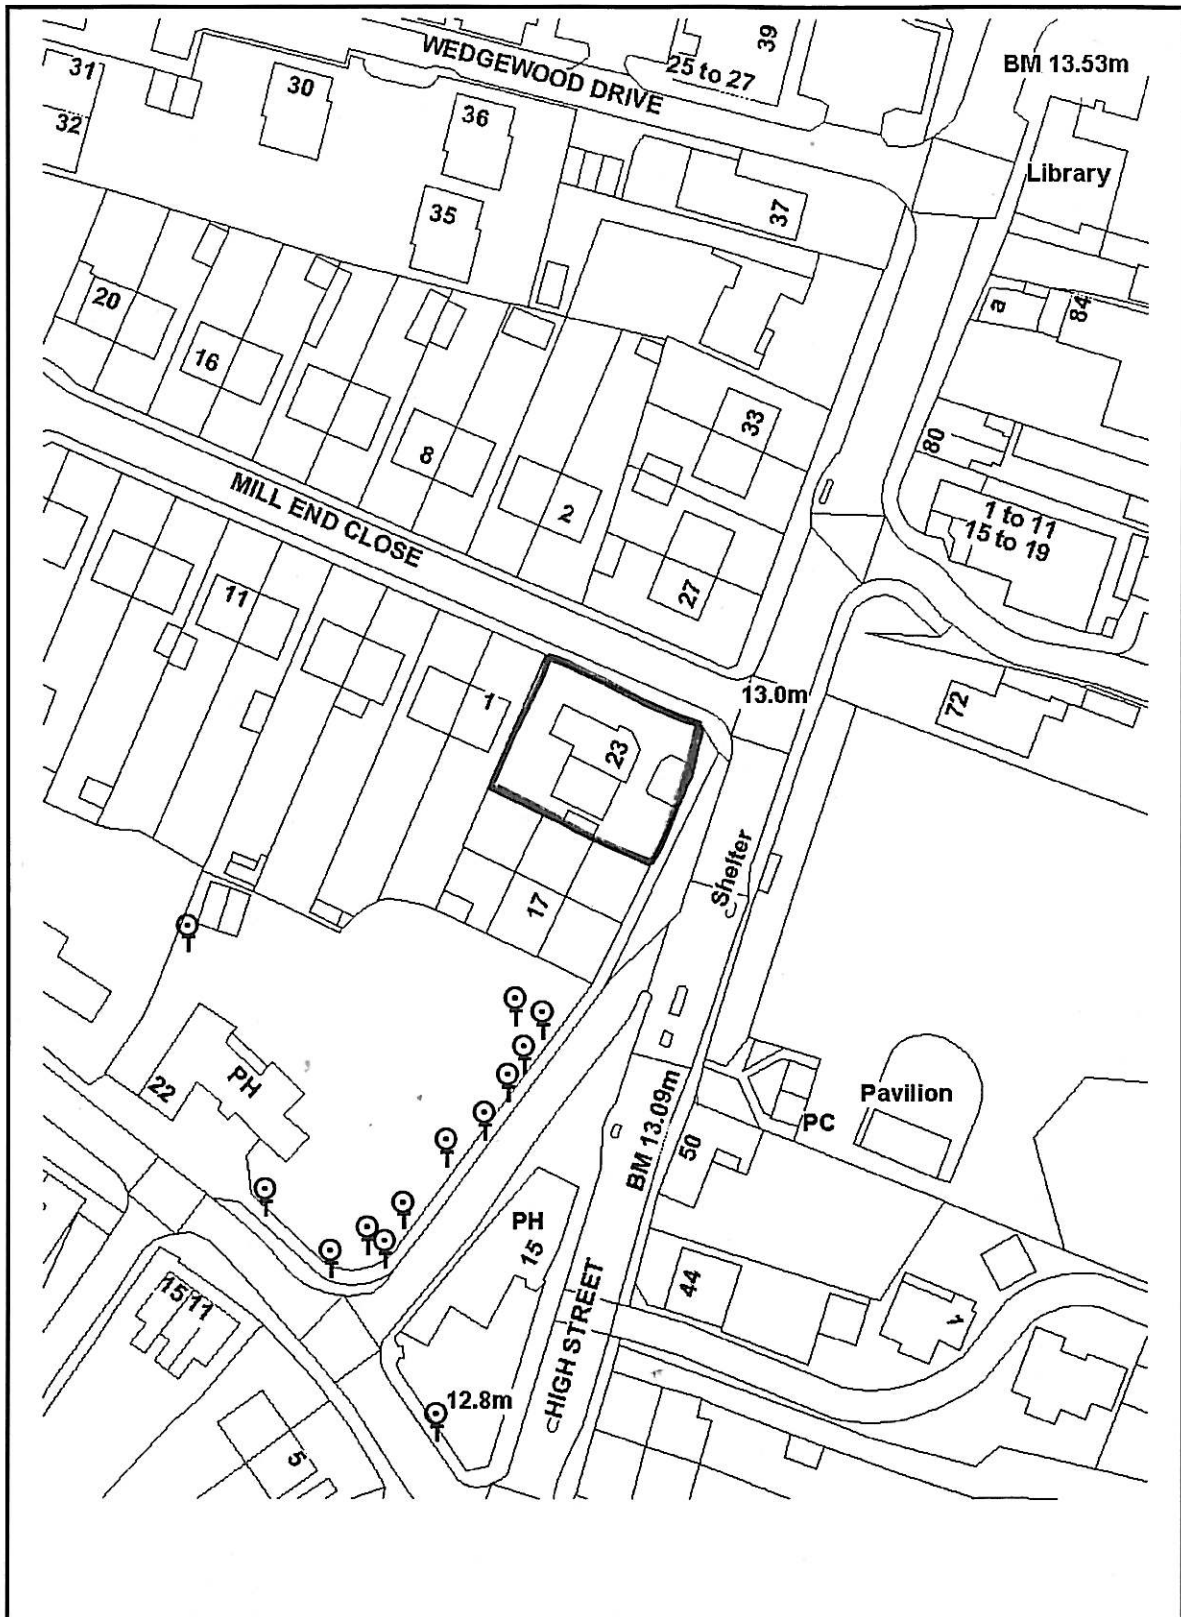 39
WEDGEWOOD DRIVE
25 to 27
BM 13.53m
31
30
36
32
Library
35
37
20
a
84
16
33
80
8
2
1 to 11
15 to 19
MILL END CLOSE
11
27
1
13.0m
72
23
Shelter
17
PH
22
BM 13.09m
Pavilion
PC
50
PH
15
44
15
11
1
HIGH STREET
12.8m
5